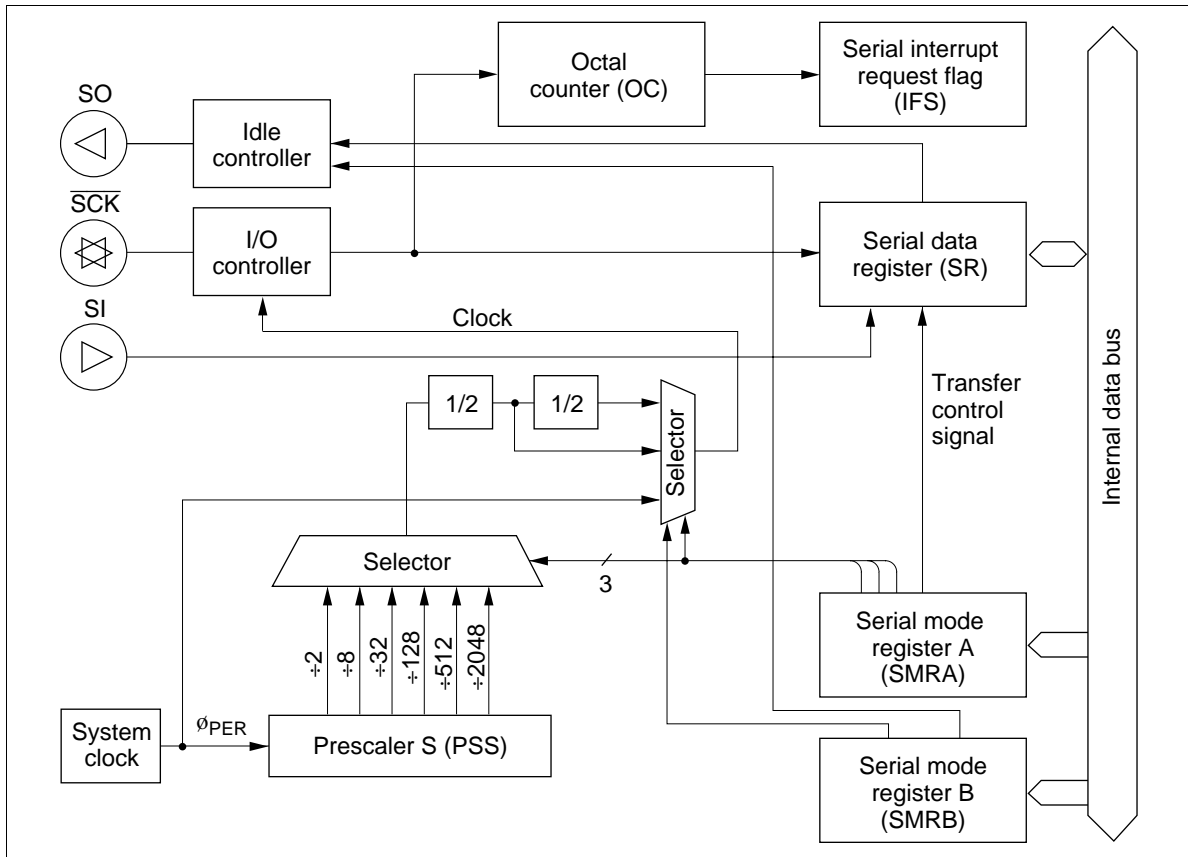 Octal
counter (OC)
Serial interrupt
request flag
(IFS)
SO
Idle
controller
SCK
I/O
controller
Serial data
register (SR)
SI
Clock
1/2
1/2
Selector
Transfer
control
signal
Internal data bus
Selector
3
÷2
÷8
÷32
÷128
÷512
÷2048
Serial mode
register A
(SMRA)
System
clock
øPER
Prescaler S (PSS)
Serial mode
register B
(SMRB)